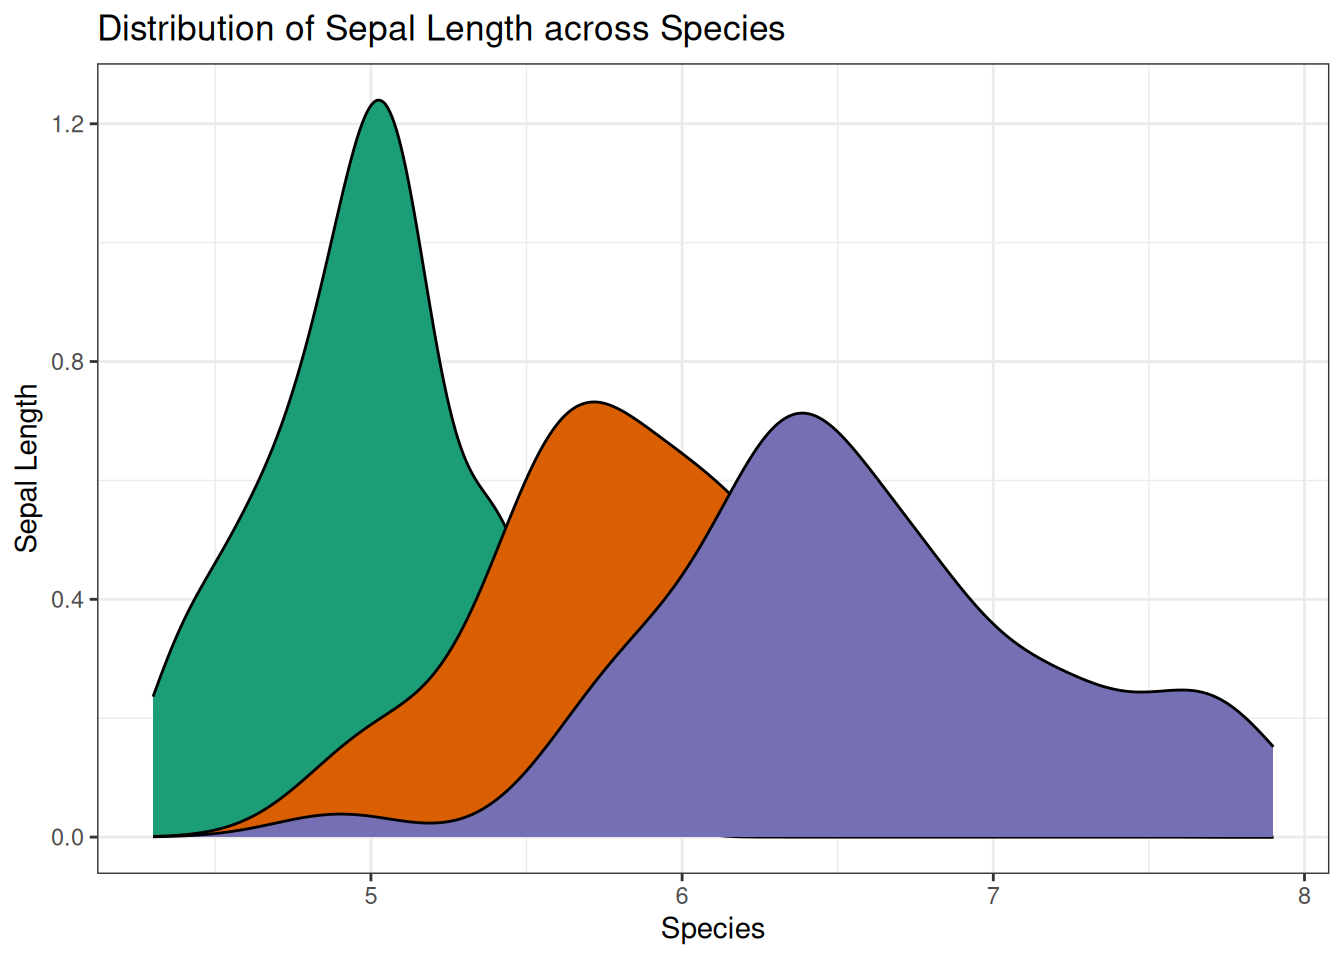 Distribution of Sepal Length across Species
1.2
0.8
0.4
0.0
Sepal Length
5 6 7 8
Species